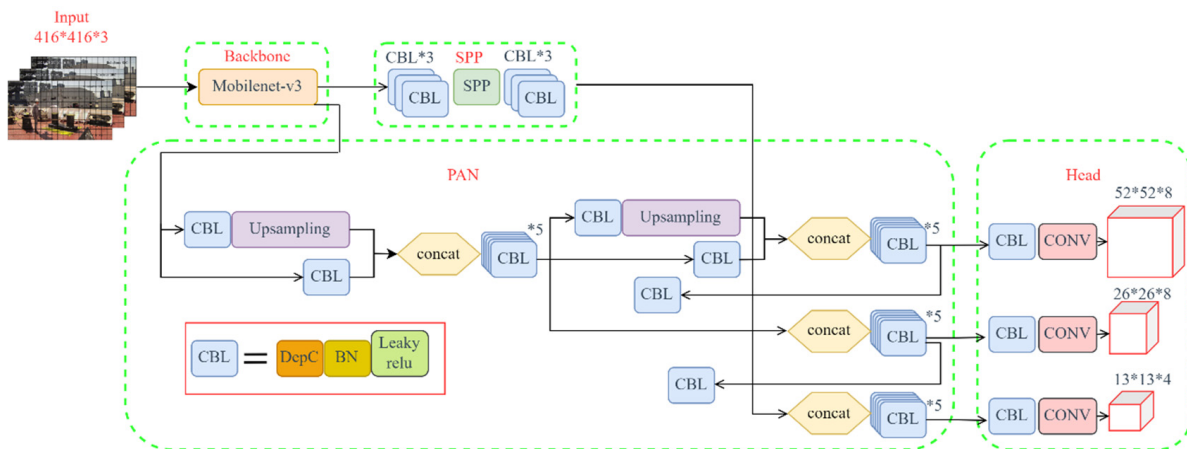 Input
416*416*3
Backbone
Mobilenet-v3
CBL*3
SPP
CBL*3
CBL
SPP
CBL
PAN
Head
CBL
Upsampling
CBL
concat
*5
CBL
CBL
Upsampling
CBL
concat
*5
CBL
CBL
52*52*8
CBL
CONV
CBL
=
DepC
BN
Leaky
relu
concat
*5
CBL
CBL
26*26*8
CBL
CONV
concat
*5
CBL
13*13*4
CBL
CONV